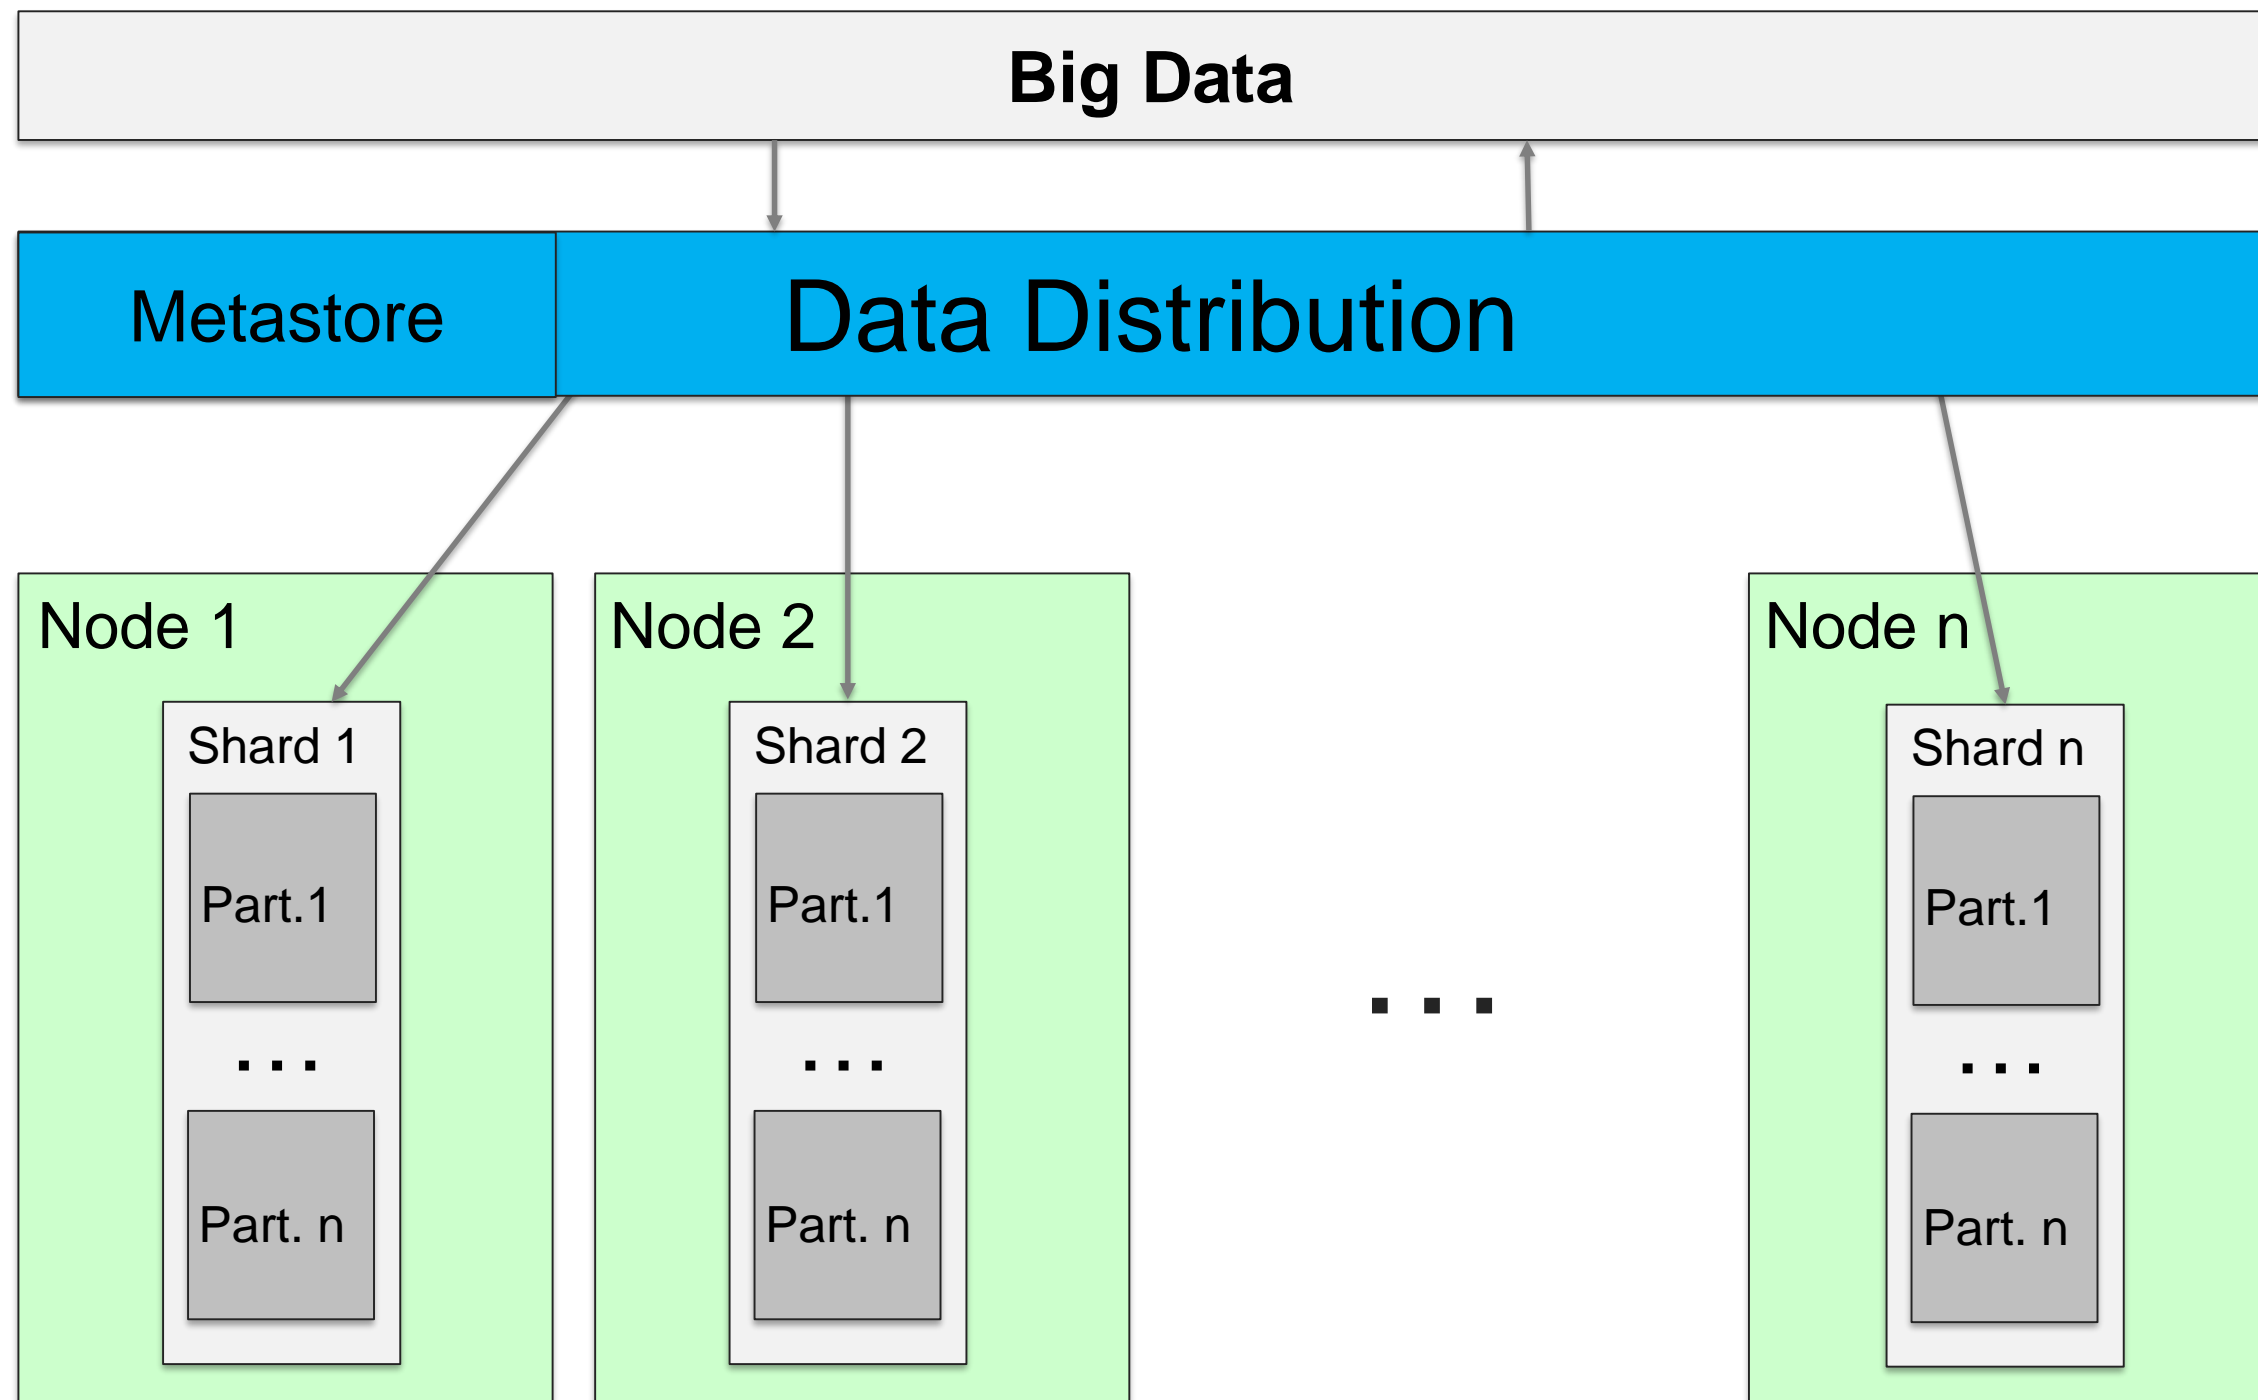 Big Data
Metastore
Data Distribution
Node 1
Node 2
Node n
Shard 1
Shard 2
Shard n
Part.1
Part.1
Part.1
...
...
...
...
Part. n
Part. n
Part. n